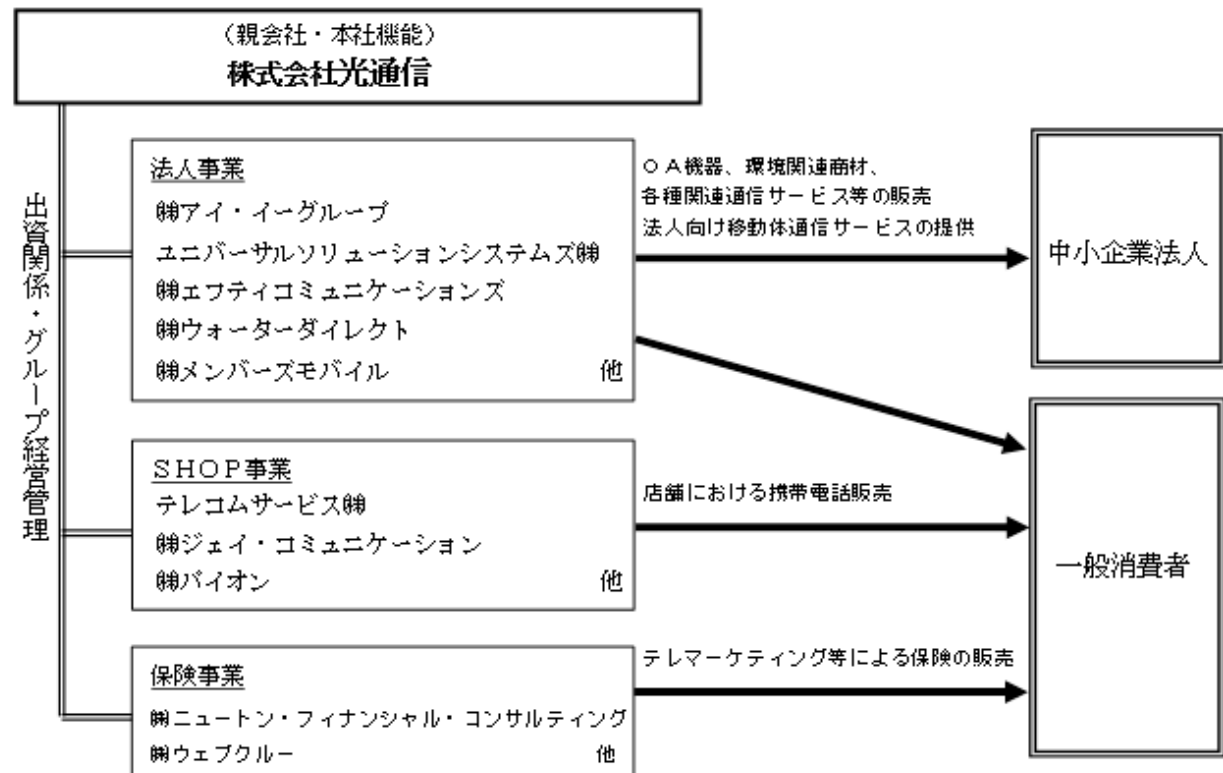 （親会社・本社機能）
株式会社光通信
出資関係・グループ経営管理
法人事業
㈱アイ・イーグループ
ユニバーサルソリューションシステムズ㈱
㈱エフティコミュニケーションズ
㈱ウォーターダイレクト
㈱メンバーズモバイル 他
ＯＡ機器、環境関連商材、
各種関連通信サービス等の販売
法人向け移動体通信サービスの提供
中小企業法人
ＳＨＯＰ事業
テレコムサービス㈱
㈱ジェイ・コミュニケーション
㈱パイオン 他
店舗における携帯電話販売
一般消費者
保険事業
㈱ニュートン・フィナンシャル・コンサルティング
㈱ウェブクルー 他
テレマーケティング等による保険の販売